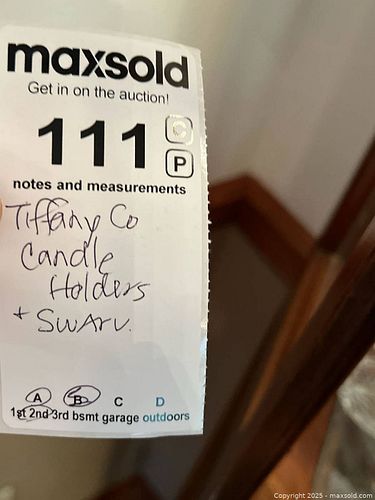 maxsold
Get in on the auction!
111 C
P
notes and measurements
Tiffany Co
Candle
Holders
+ SWARV.
A B C D
1st 2nd 3rd bsmt garage outdoors
Copyright 2025 - maxsold.com